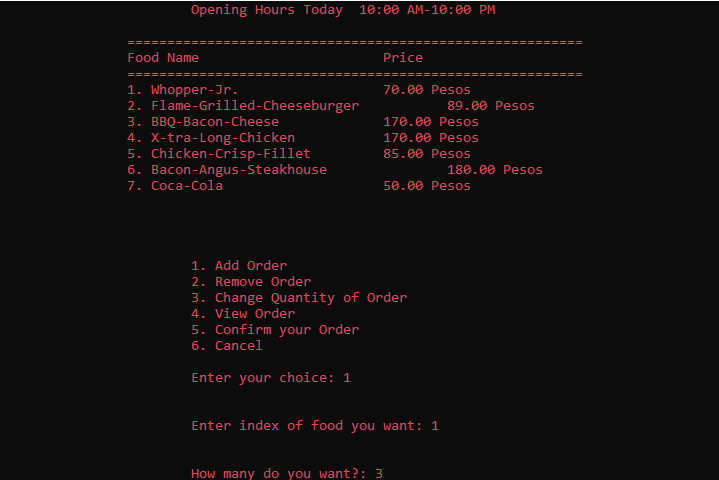 Opening Hours Today  10:00 AM-10:00 PM
=========================================================
Food Name                       Price
=========================================================
1. Whopper-Jr.                  70.00 Pesos
2. Flame-Grilled-Cheeseburger           89.00 Pesos
3. BBQ-Bacon-Cheese             170.00 Pesos
4. X-tra-Long-Chicken           170.00 Pesos
5. Chicken-Crisp-Fillet         85.00 Pesos
6. Bacon-Angus-Steakhouse               180.00 Pesos
7. Coca-Cola                    50.00 Pesos
1. Add Order
2. Remove Order
3. Change Quantity of Order
4. View Order
5. Confirm your Order
6. Cancel
Enter your choice: 1
Enter index of food you want: 1
How many do you want?: 3